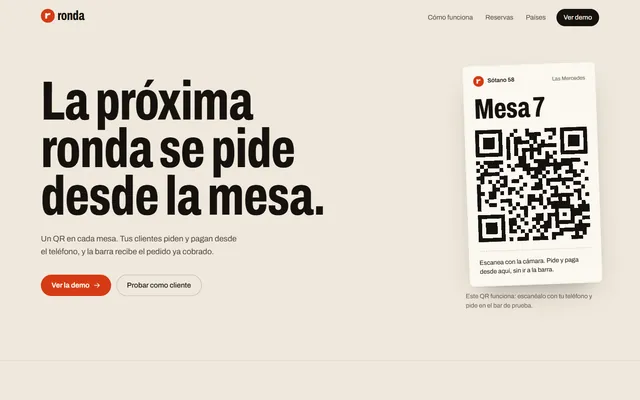 ronda
Cómo funciona
Reservas
Países
Ver demo
La próxima
ronda se pide
desde la mesa.
Un QR en cada mesa. Tus clientes piden y pagan desde
el teléfono, y la barra recibe el pedido ya cobrado.
Ver la demo →
Probar como cliente
r Sótano 58
Las Mercedes
Mesa 7
Escanea con la cámara. Pide y paga
desde aquí, sin ir a la barra.
Este QR funciona: escanéalo con tu teléfono y
pide en el bar de prueba.